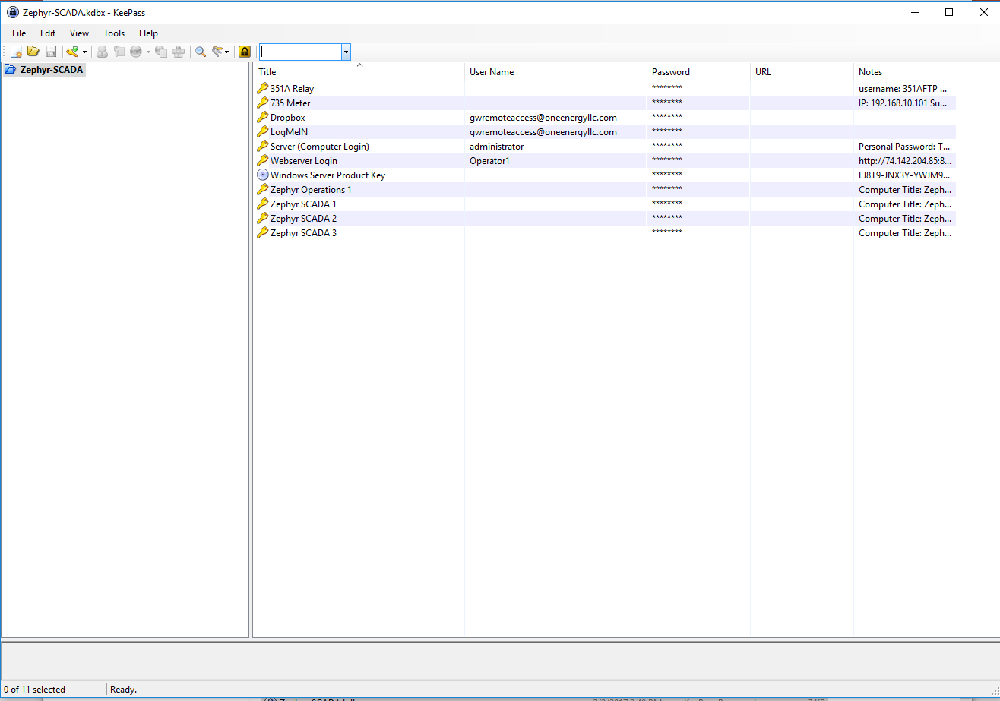 Zephyr-SCADA.kdbx - KeePass
File Edit View Tools Help
Zephyr-SCADA
Title User Name Password URL Notes
351A Relay ******** username: 351AFTP ...
735 Meter ******** IP: 192.168.10.101 Su...
Dropbox gwremoteaccess@oneenergyllc.com ********
LogMeIN gwremoteaccess@oneenergyllc.com ********
Server (Computer Login) administrator ******** Personal Password: T...
Webserver Login Operator1 ******** http://74.142.204.85:8...
Windows Server Product Key ******** FJ8T9-JNX3Y-YWJM9...
Zephyr Operations 1 ******** Computer Title: Zeph...
Zephyr SCADA 1 ******** Computer Title: Zeph...
Zephyr SCADA 2 ******** Computer Title: Zeph...
Zephyr SCADA 3 ******** Computer Title: Zeph...
0 of 11 selected Ready.